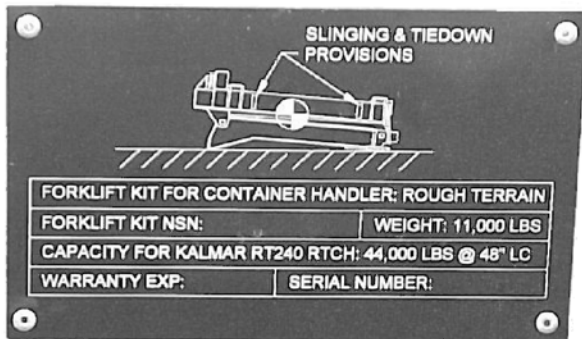 SLINGING & TIEDOWN
PROVISIONS
FORKLIFT KIT FOR CONTAINER HANDLER: ROUGH TERRAIN
FORKLIFT KIT NSN: WEIGHT: 11,000 LBS
CAPACITY FOR KALMAR RT240 RTCH: 44,000 LBS @ 48" LC
WARRANTY EXP: SERIAL NUMBER: